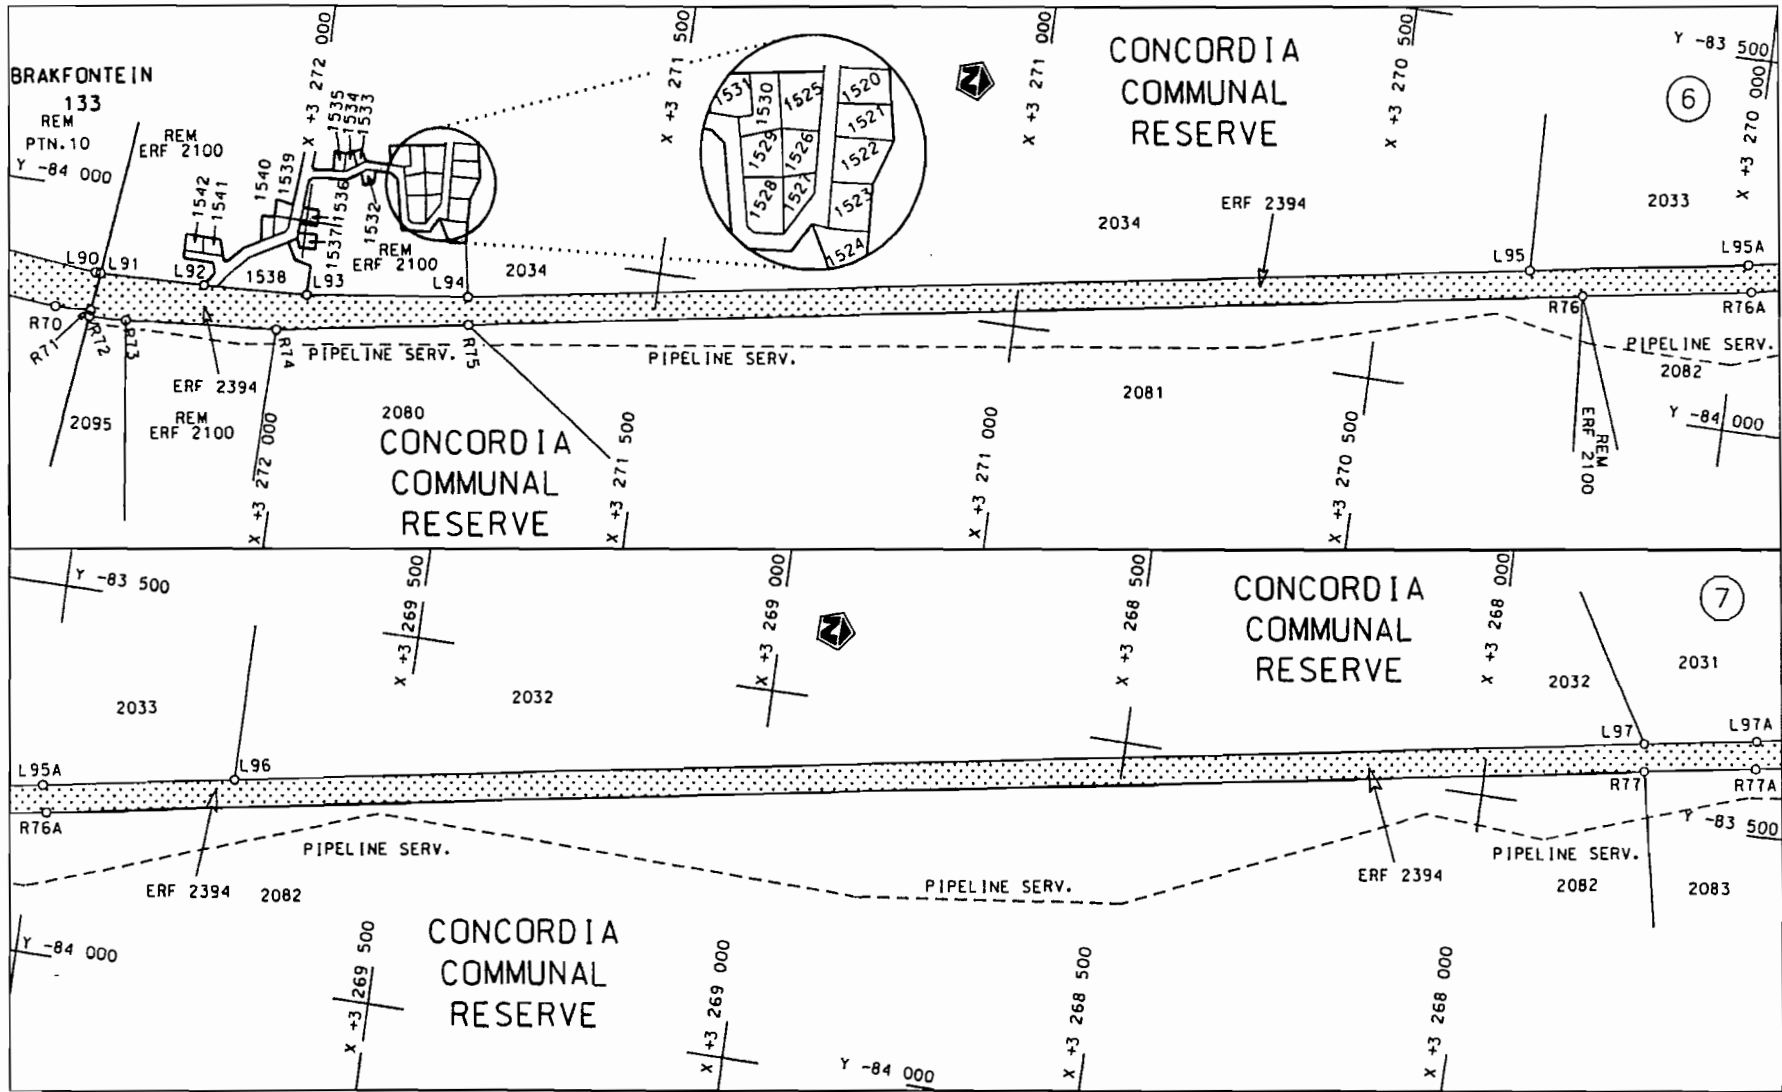 BRAKFONTEIN
133
REM
PTN.10
Y -84 000
REM
ERF 2100
X +3 272 000
1535
1534
1533
1542
1541
1540
1539
1536
1537
1532
1538
REM
ERF 2100
L90
L91
L92
L93
L94
2034
X +3 271 500
1531
1530
1525
1520
1521
1529
1526
1522
1528
1527
1523
152A
N
X +3 271 000
CONCORDIA
COMMUNAL
RESERVE
2034
ERF 2394
X +3 270 500
Y -83 500
6
X +3 270 000
2033
L95
L95A
R70
R71
R72
R73
R74
R75
R76
R76A
PIPELINE SERV.
PIPELINE SERV.
PIPELINE SERV.
ERF 2394
2095
REM
ERF 2100
X +3 272 000
2080
CONCORDIA
COMMUNAL
RESERVE
X +3 271 500
X +3 271 000
2081
X +3 270 500
REM
ERF 2100
2082
Y -84 000
Y -83 500
X +3 269 500
X +3 269 000
N
X +3 268 500
CONCORDIA
COMMUNAL
RESERVE
X +3 268 000
7
2033
2032
2032
2031
L95A
L96
L97
L97A
R76A
R77
R77A
PIPELINE SERV.
PIPELINE SERV.
PIPELINE SERV.
Y -83 500
ERF 2394
2082
ERF 2394
2082
2083
Y -84 000
X +3 269 500
CONCORDIA
COMMUNAL
RESERVE
X +3 269 000
Y -84 000
X +3 268 500
X +3 268 000